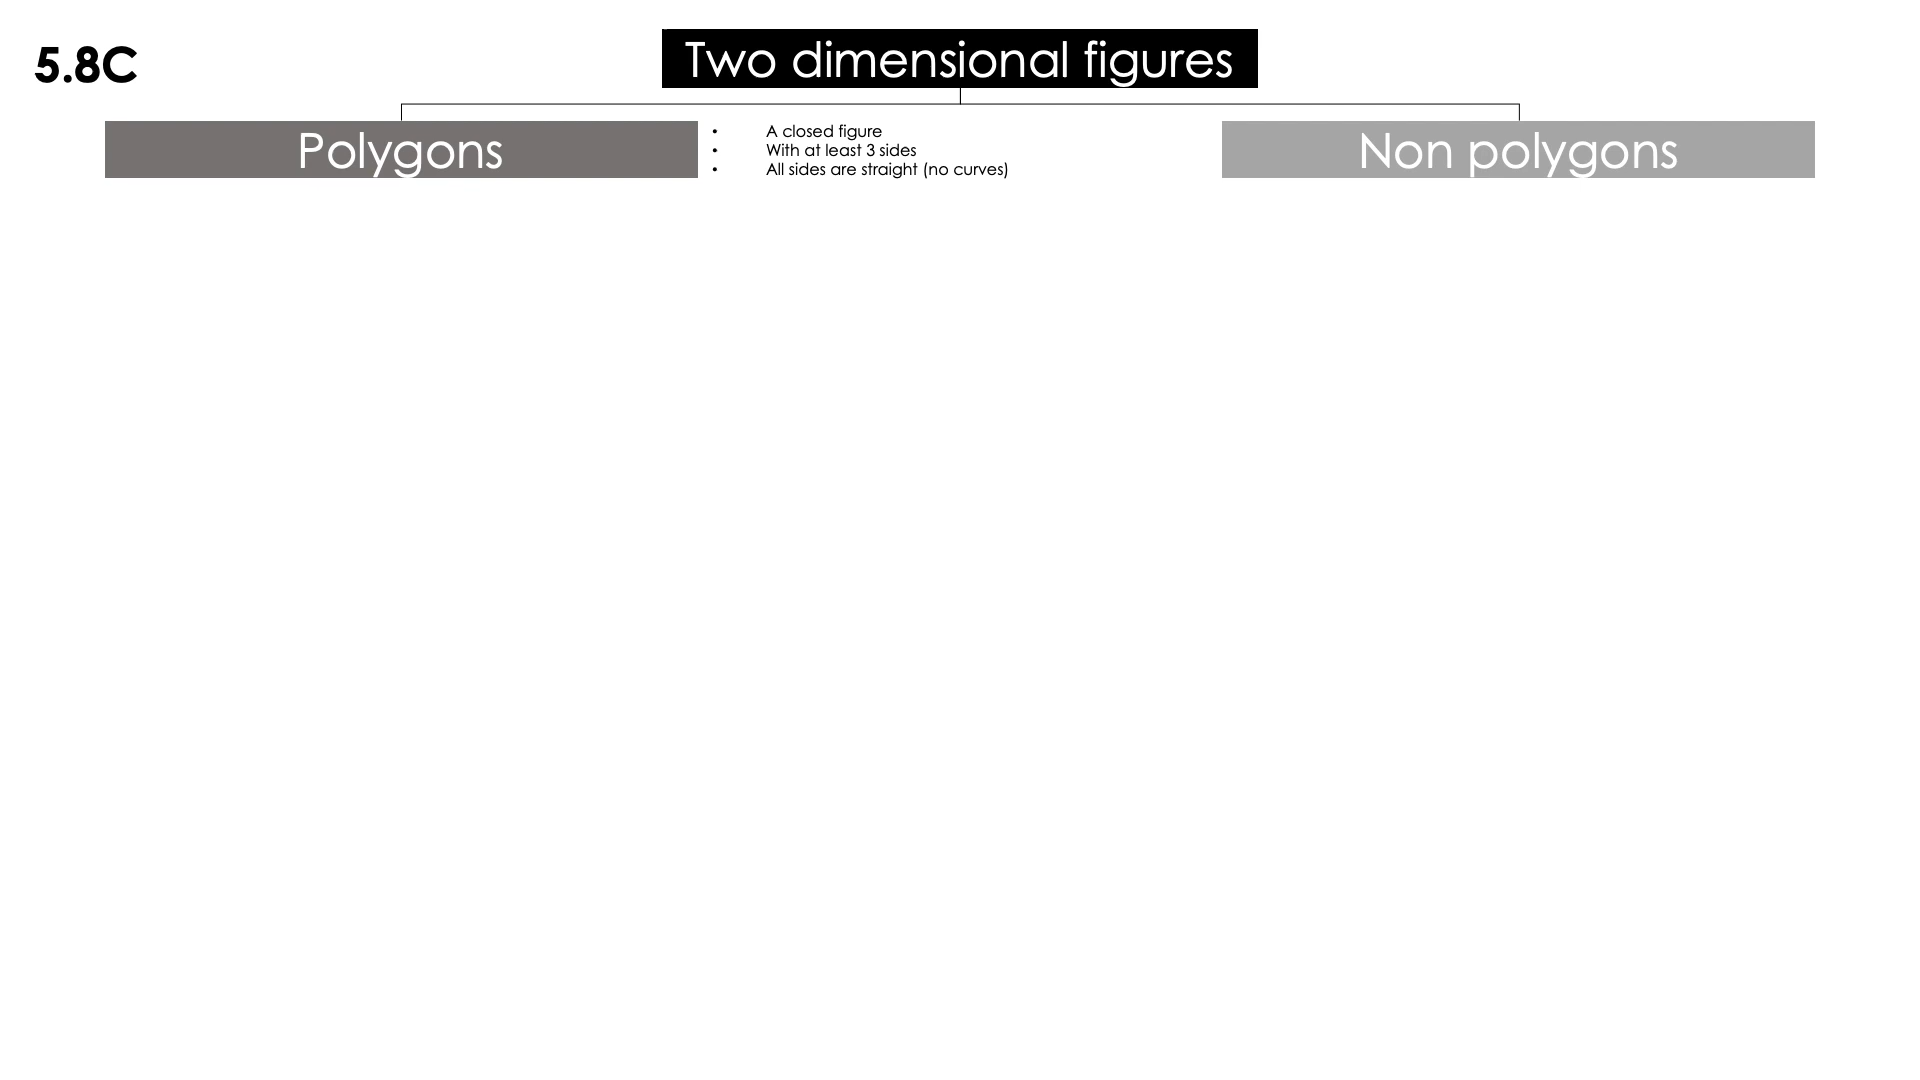 5.8C
Two dimensional figures
Polygons
• A closed figure
• With at least 3 sides
• All sides are straight (no curves)
Non polygons